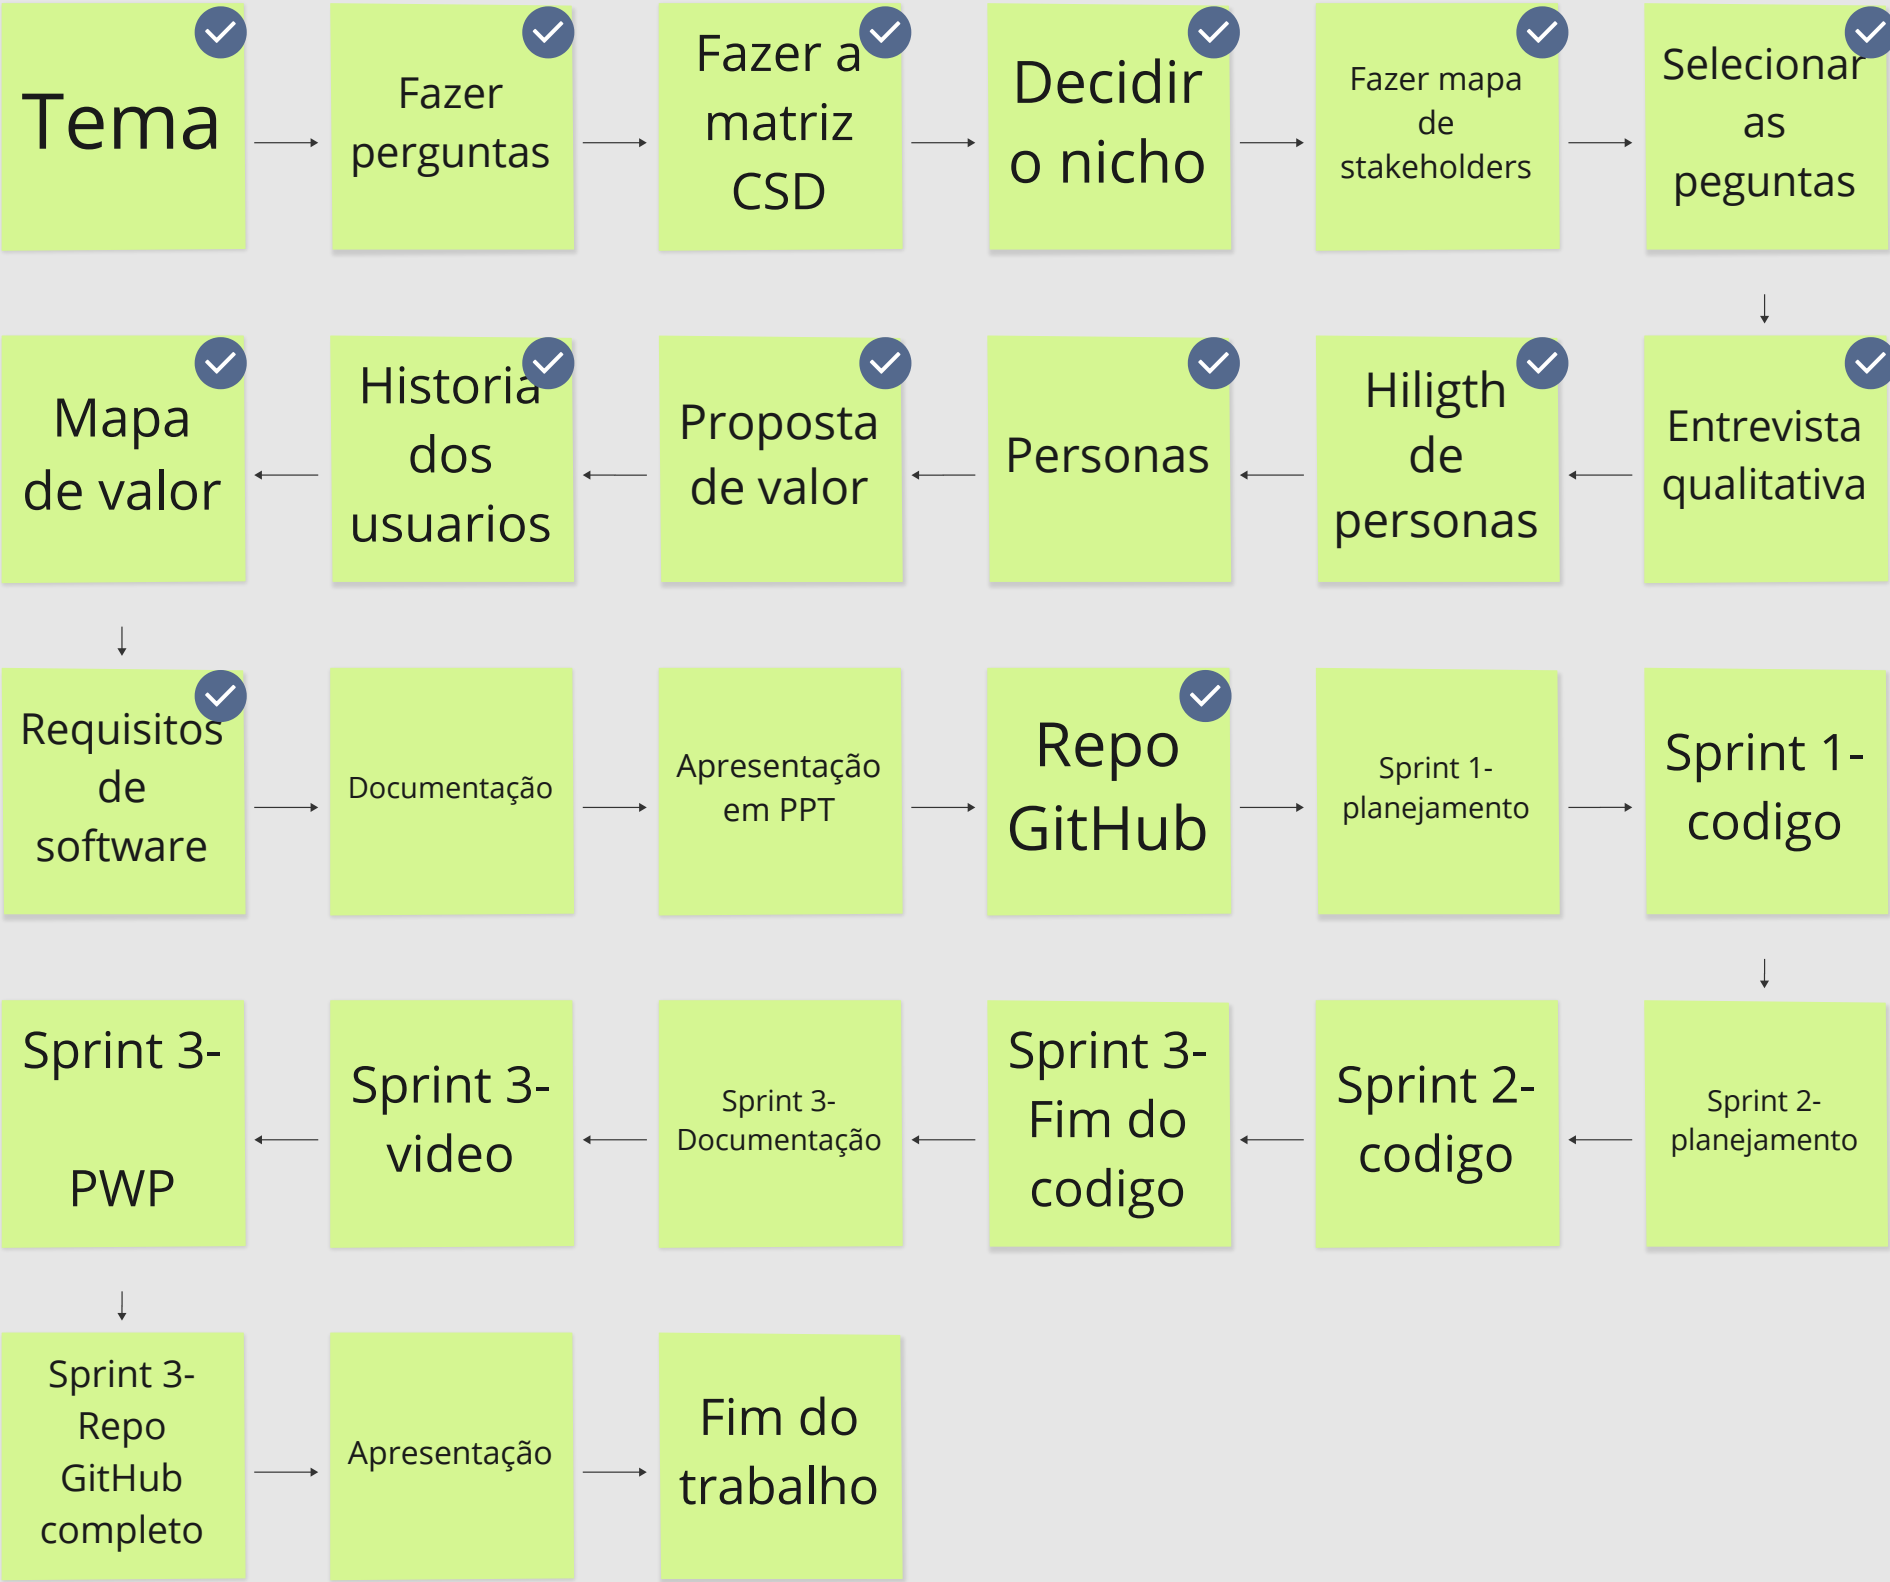 Tema
Fazer
perguntas
Fazer a
matriz
CSD
Decidir
o nicho
Fazer mapa
de
stakeholders
Selecionar
as
peguntas
Mapa
de valor
Historia
dos
usuarios
Proposta
de valor
Personas
Hiligth
de
personas
Entrevista
qualitativa
Requisitos
de
software
Documentação
Apresentação
em PPT
Repo
GitHub
Sprint 1-
planejamento
Sprint 1-
codigo
Sprint 3-
PWP
Sprint 3-
video
Sprint 3-
Documentação
Sprint 3-
Fim do
codigo
Sprint 2-
codigo
Sprint 2-
planejamento
Sprint 3-
Repo
GitHub
completo
Apresentação
Fim do
trabalho